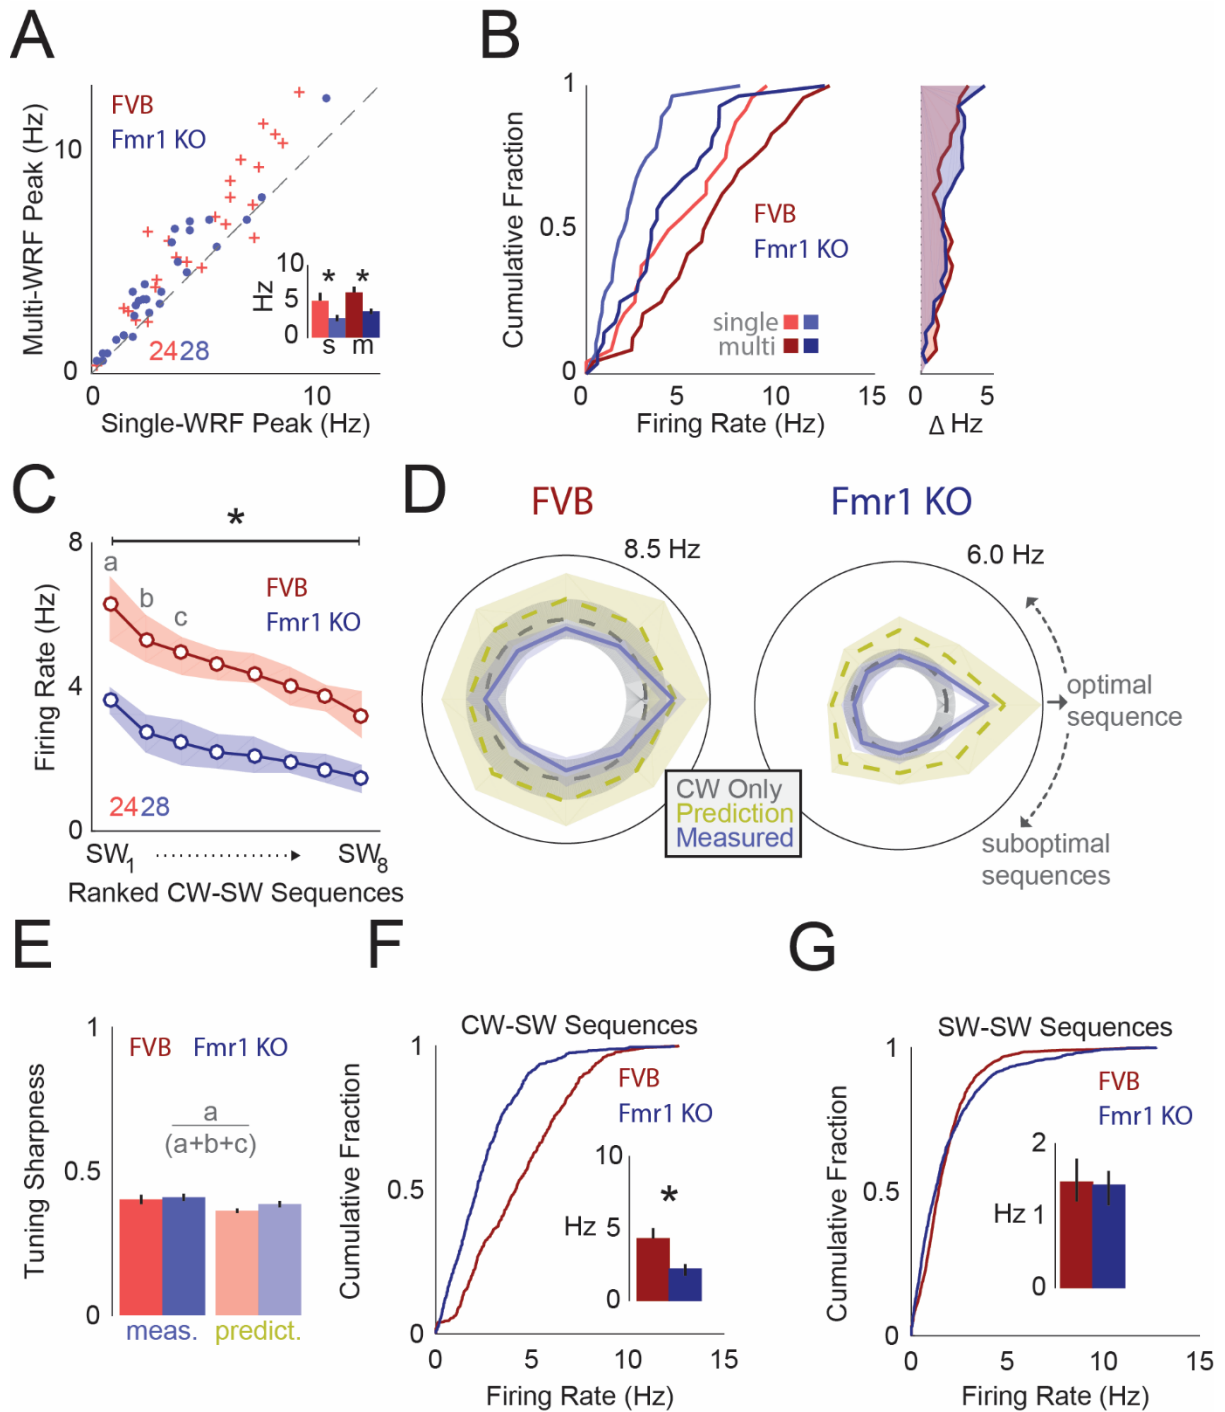 A
Multi-WRF Peak (Hz)
10
0
FVB
Fmr1 KO
10
5
0
Hz
* *
s m
2428
0 10
Single-WRF Peak (Hz)
B
Cumulative Fraction
1
0.5
0
FVB
Fmr1 KO
single
multi
0 5 10 15
Firing Rate (Hz)
0 5
Δ Hz
C
Firing Rate (Hz)
8
4
0
*
a
b
c
FVB
Fmr1 KO
2428
SW1 SW8
Ranked CW-SW Sequences
D
FVB
8.5 Hz
Fmr1 KO
6.0 Hz
optimal
sequence
suboptimal
sequences
CW Only
Prediction
Measured
E
Tuning Sharpness
1
0.5
0
FVB Fmr1 KO
a
(a+b+c)
meas. predict.
F
CW-SW Sequences
Cumulative Fraction
1
0.5
0
FVB
Fmr1 KO
10
5
0
Hz
*
0 5 10 15
Firing Rate (Hz)
G
SW-SW Sequences
Cumulative Fraction
1
0.5
0
FVB
Fmr1 KO
2
1
0
Hz
0 5 10 15
Firing Rate (Hz)